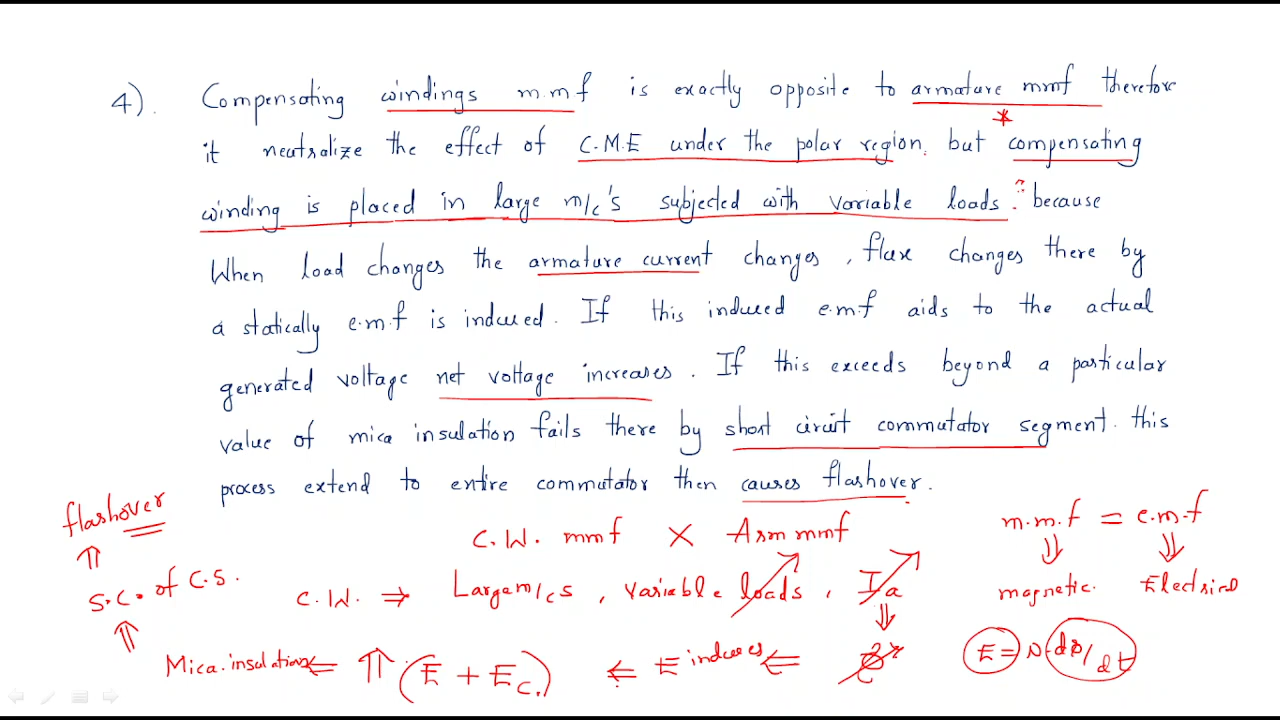 4). Compensating windings m.m.f is exactly opposite to armature mmf therefore
it neutralize the effect of C.M.E under the polar region, but compensating
winding is placed in large m/c's subjected with variable loads ? because
When load changes the armature current changes, flux changes there by
a statically e.m.f is induced. If this induced e.m.f aids to the actual
generated voltage net voltage increases. If this exceeds beyond a particular
value of mica insulation fails there by short circuit commutator segment. this
process extend to entire commutator then causes flashover.
flashover
C.W. mmf X Arm mmf
m.m.f = e.m.f
⇑ ⇓ ⇓
S.C. of C.S.
C.W. ⇒ Large m/cs, variable loads, Ia
magnetic. Electrical
⇑ ⇓
Mica.insulation ⇐ ⇑ (E + Ec.) ⇐ E induces ⇐
E = N.dφ/dt